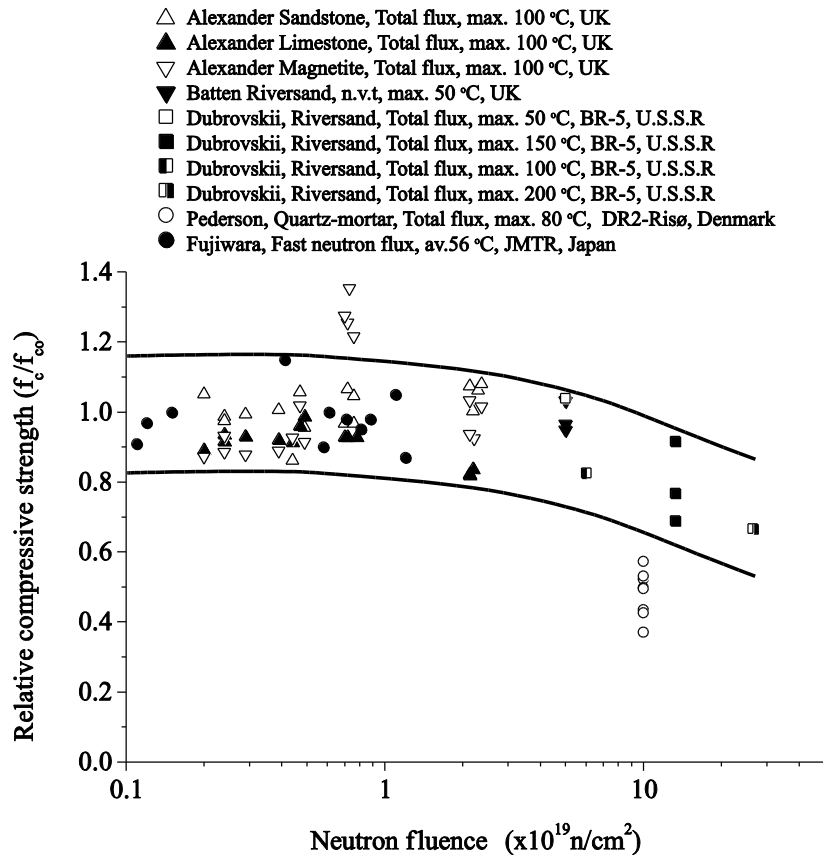 Alexander Sandstone, Total flux, max. 100 °C, UK
Alexander Limestone, Total flux, max. 100 °C, UK
Alexander Magnetite, Total flux, max. 100 °C, UK
Batten Riversand, n.v.t, max. 50 °C, UK
Dubrovskii, Riversand, Total flux, max. 50 °C, BR-5, U.S.S.R
Dubrovskii, Riversand, Total flux, max. 150 °C, BR-5, U.S.S.R
Dubrovskii, Riversand, Total flux, max. 100 °C, BR-5, U.S.S.R
Dubrovskii, Riversand, Total flux, max. 200 °C, BR-5, U.S.S.R
Pederson, Quartz-mortar, Total flux, max. 80 °C, DR2-Risø, Denmark
Fujiwara, Fast neutron flux, av.56 °C, JMTR, Japan
Relative compressive strength (f_c/f_co)
1.4
1.2
1.0
0.8
0.6
0.4
0.2
0.0
0.1
1
10
Neutron fluence (x10¹⁹n/cm²)